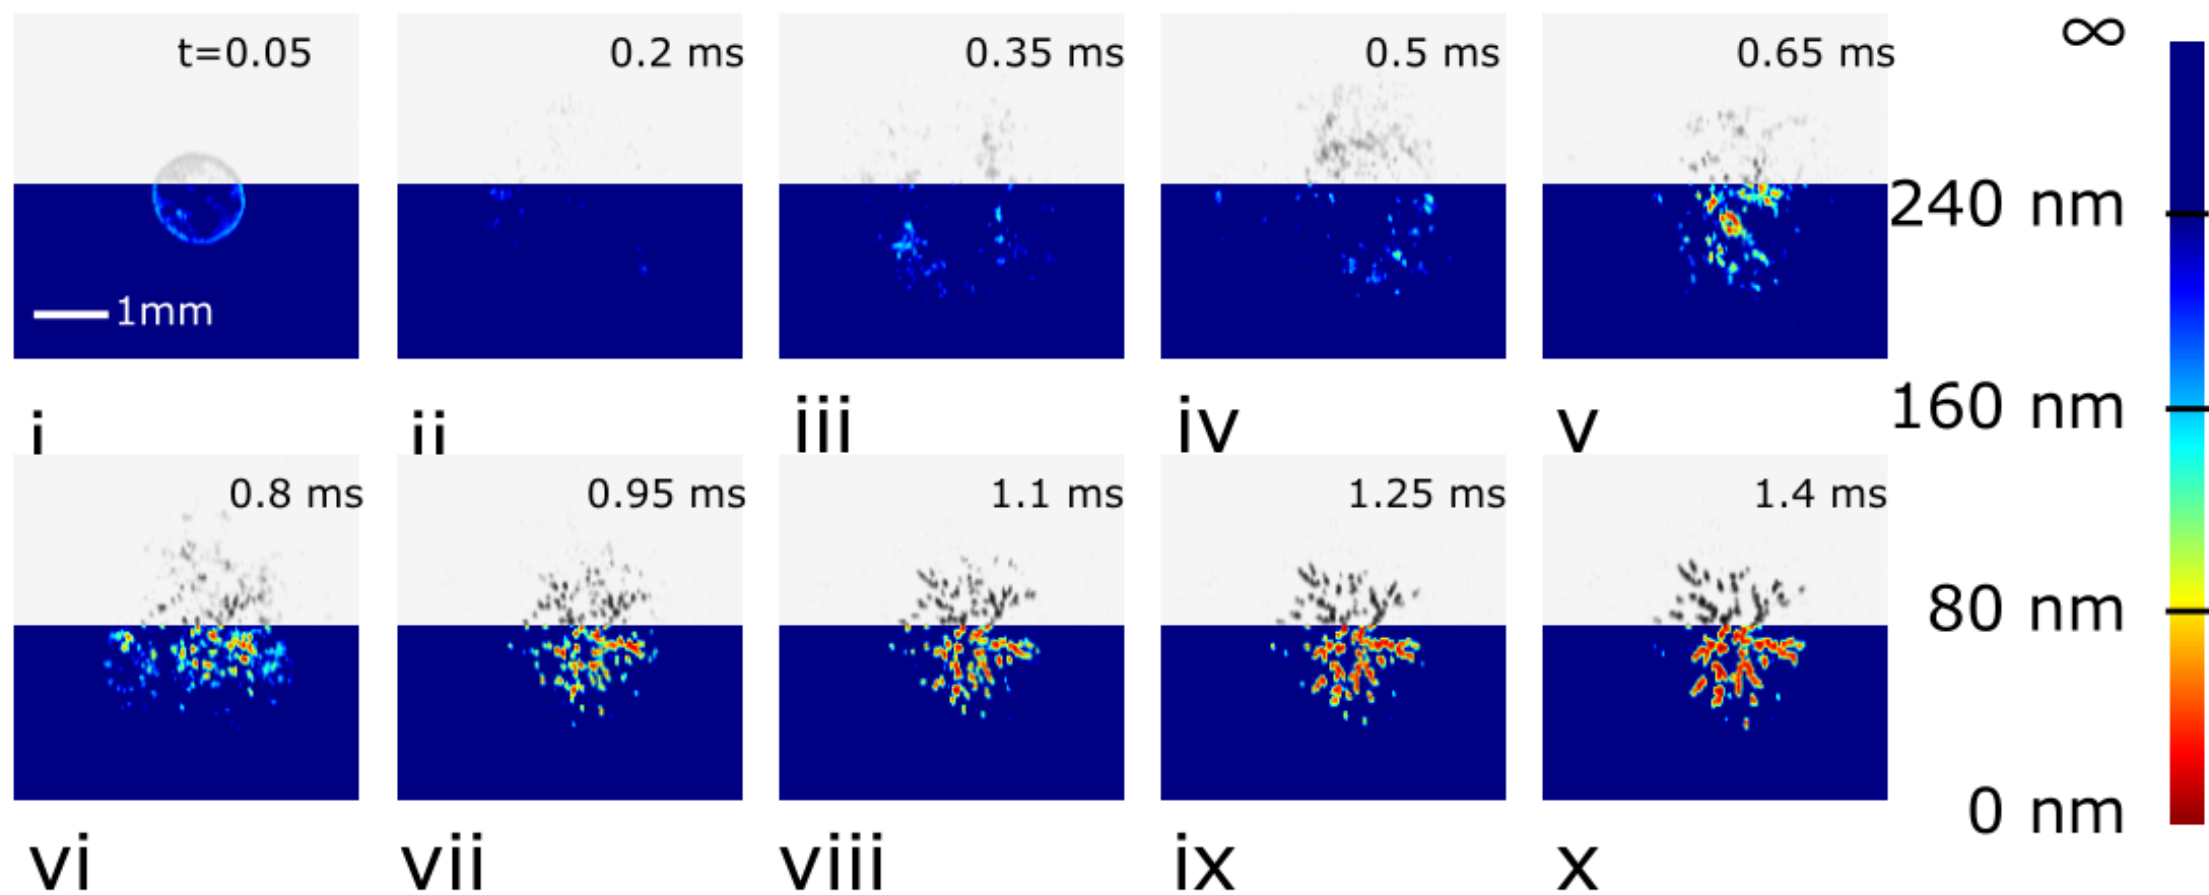 t=0.05
0.2 ms
0.35 ms
0.5 ms
0.65 ms
1mm
i
ii
iii
iv
v
0.8 ms
0.95 ms
1.1 ms
1.25 ms
1.4 ms
vi
vii
viii
ix
x
∞
240 nm
160 nm
80 nm
0 nm